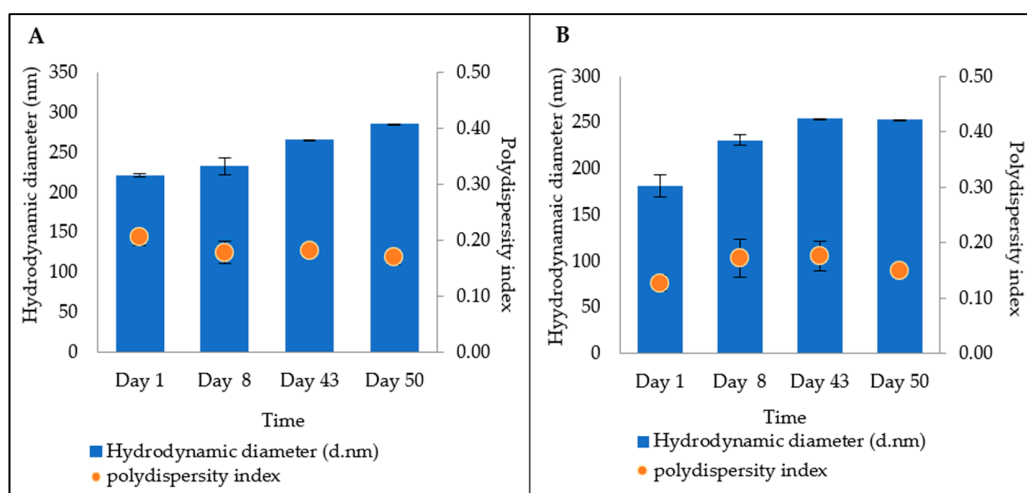 A
Hyydrodynamic diameter (nm)
350
300
250
200
150
100
50
0
0.50
0.40
0.30
0.20
0.10
0.00
Polydispersity index
Day 1
Day 8
Day 43
Day 50
Time
Hydrodynamic diameter (d.nm)
polydispersity index
B
Hyydrodynamaic diameter (nm)
300
250
200
150
100
50
0
0.50
0.40
0.30
0.20
0.10
0.00
Polydispersity index
Day 1
Day 8
Day 43
Day 50
Time
Hydrodynamic diameter (d.nm)
polydispersity index